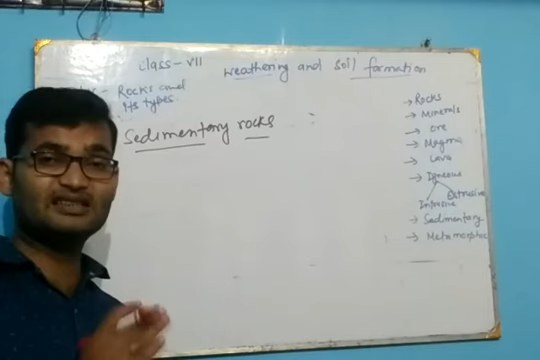 Class-VII
weathering and soil formation
Rocks and
its types.
Sedimentary rocks :
→ Rocks
→ Minerals
→ Ore
→ Magma
→ Lava
→ Igneous
Extrusive
Intrusive
→ Sedimentary
→ Metamorphic